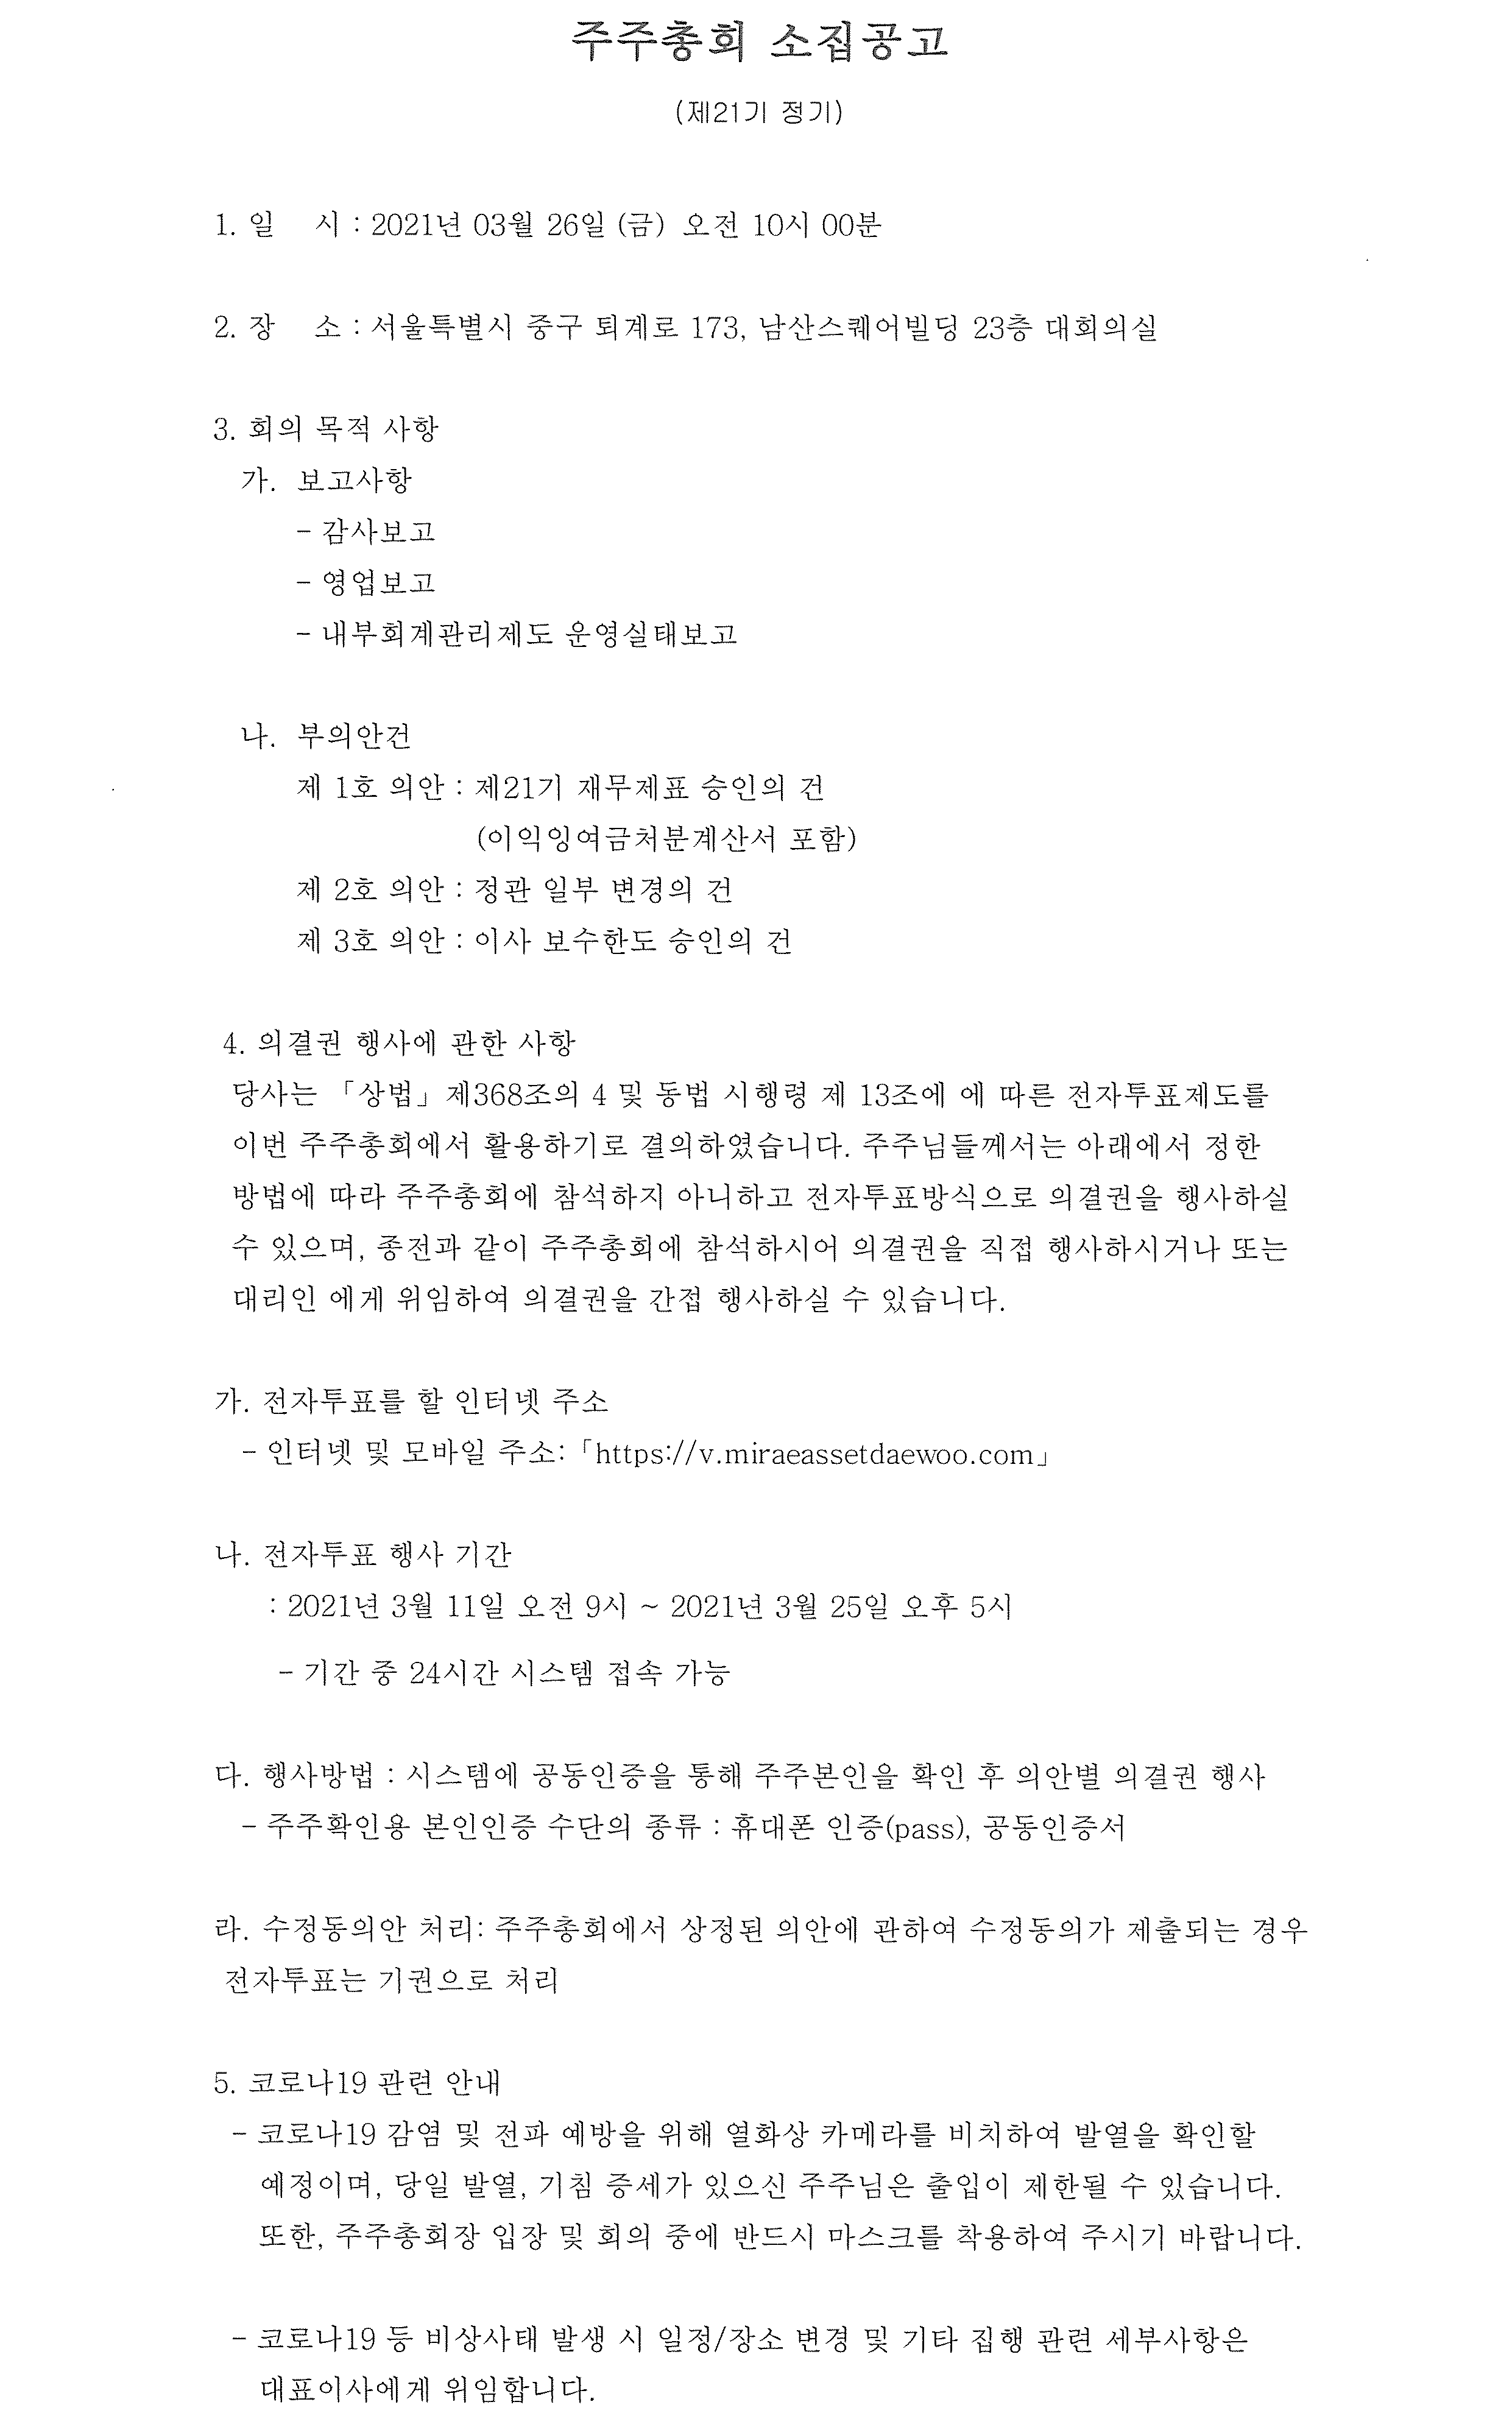 주주총회 소집공고
(제21기 정기)
1. 일 시 : 2021년 03월 26일 (금) 오전 10시 00분
2. 장 소 : 서울특별시 중구 퇴계로 173, 남산스퀘어빌딩 23층 대회의실
3. 회의 목적 사항
가. 보고사항
- 감사보고
- 영업보고
- 내부회계관리제도 운영실태보고
나. 부의안건
제 1호 의안 : 제21기 재무제표 승인의 건
(이익잉여금처분계산서 포함)
제 2호 의안 : 정관 일부 변경의 건
제 3호 의안 : 이사 보수한도 승인의 건
4. 의결권 행사에 관한 사항
당사는 「상법」제368조의 4 및 동법 시행령 제 13조에 에 따른 전자투표제도를
이번 주주총회에서 활용하기로 결의하였습니다. 주주님들께서는 아래에서 정한
방법에 따라 주주총회에 참석하지 아니하고 전자투표방식으로 의결권을 행사하실
수 있으며, 종전과 같이 주주총회에 참석하시어 의결권을 직접 행사하시거나 또는
대리인 에게 위임하여 의결권을 간접 행사하실 수 있습니다.
가. 전자투표를 할 인터넷 주소
- 인터넷 및 모바일 주소: 「https://v.miraeassetdaewoo.com」
나. 전자투표 행사 기간
: 2021년 3월 11일 오전 9시 ~ 2021년 3월 25일 오후 5시
- 기간 중 24시간 시스템 접속 가능
다. 행사방법 : 시스템에 공동인증을 통해 주주본인을 확인 후 의안별 의결권 행사
- 주주확인용 본인인증 수단의 종류 : 휴대폰 인증(pass), 공동인증서
라. 수정동의안 처리: 주주총회에서 상정된 의안에 관하여 수정동의가 제출되는 경우
전자투표는 기권으로 처리
5. 코로나19 관련 안내
- 코로나19 감염 및 전파 예방을 위해 열화상 카메라를 비치하여 발열을 확인할
예정이며, 당일 발열, 기침 증세가 있으신 주주님은 출입이 제한될 수 있습니다.
또한, 주주총회장 입장 및 회의 중에 반드시 마스크를 착용하여 주시기 바랍니다.
- 코로나19 등 비상사태 발생 시 일정/장소 변경 및 기타 집행 관련 세부사항은
대표이사에게 위임합니다.